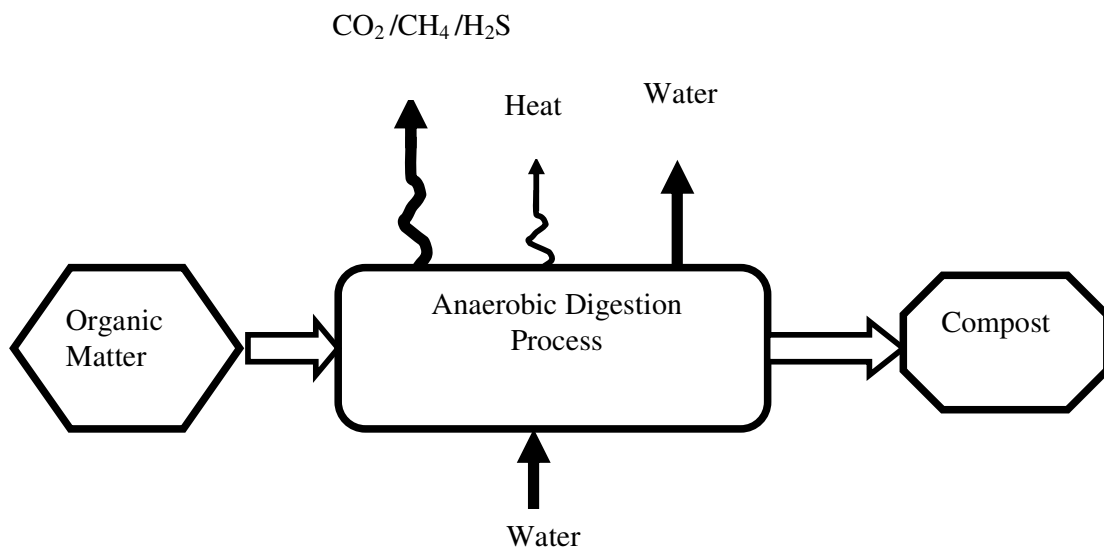 CO₂ /CH₄ /H₂S
Heat
Water
Organic
Matter
Anaerobic Digestion
Process
Compost
Water